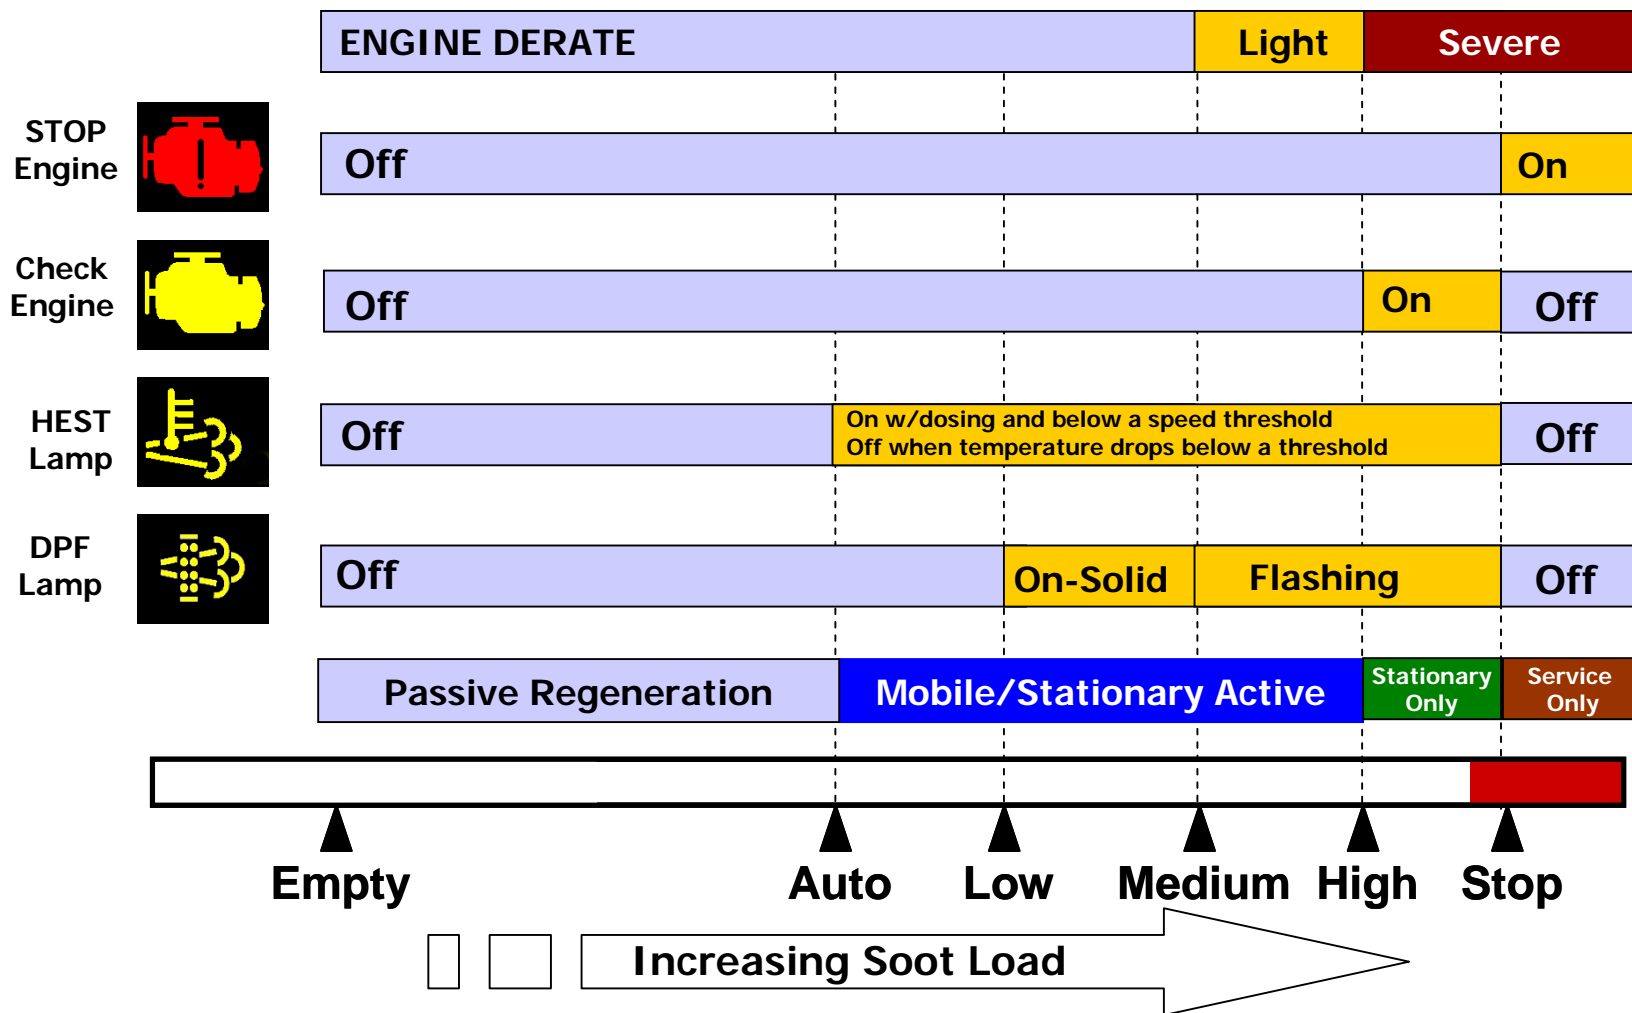 ENGINE DERATE Light Severe
STOP
Engine
Off On
Check
Engine
Off On Off
HEST
Lamp
Off
On w/dosing and below a speed threshold
Off when temperature drops below a threshold
Off
DPF
Lamp
Off On-Solid Flashing Off
Passive Regeneration
Mobile/Stationary Active
Stationary
Only
Service
Only
Empty Auto Low Medium High Stop
Increasing Soot Load